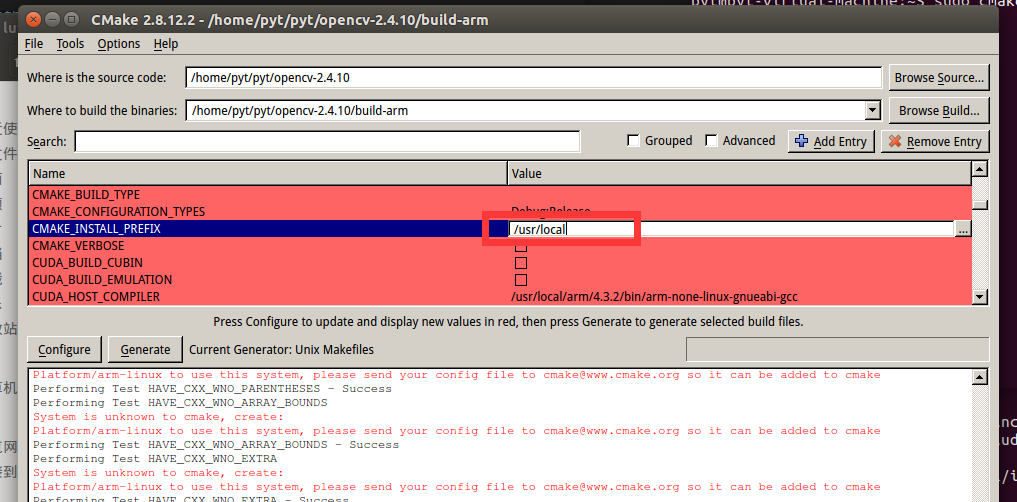 pyt@pyt-virtual-machine:~$ sudo cmake
CMake 2.8.12.2 - /home/pyt/pyt/opencv-2.4.10/build-arm
File Tools Options Help
Where is the source code: /home/pyt/pyt/opencv-2.4.10 Browse Source...
Where to build the binaries: /home/pyt/pyt/opencv-2.4.10/build-arm Browse Build...
Search: Grouped Advanced Add Entry Remove Entry
Name Value
CMAKE_BUILD_TYPE
CMAKE_CONFIGURATION_TYPES Debug;Release
CMAKE_INSTALL_PREFIX /usr/local ...
CMAKE_VERBOSE
CUDA_BUILD_CUBIN
CUDA_BUILD_EMULATION
CUDA_HOST_COMPILER /usr/local/arm/4.3.2/bin/arm-none-linux-gnueabi-gcc
Press Configure to update and display new values in red, then press Generate to generate selected build files.
Configure Generate Current Generator: Unix Makefiles
Platform/arm-linux to use this system, please send your config file to cmake@www.cmake.org so it can be added to cmake
Performing Test HAVE_CXX_WNO_PARENTHESES - Success
Performing Test HAVE_CXX_WNO_ARRAY_BOUNDS
System is unknown to cmake, create:
Platform/arm-linux to use this system, please send your config file to cmake@www.cmake.org so it can be added to cmake
Performing Test HAVE_CXX_WNO_ARRAY_BOUNDS - Success
Performing Test HAVE_CXX_WNO_EXTRA
System is unknown to cmake, create:
Platform/arm-linux to use this system, please send your config file to cmake@www.cmake.org so it can be added to cmake
Performing Test HAVE_CXX_WNO_EXTRA - Success